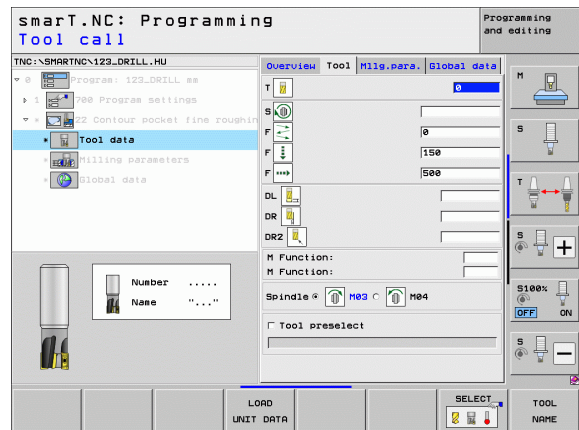 smarT.NC: Programming
Tool call
Programming
and editing
TNC:\SMARTNC\123_DRILL.HU
0 Program: 123_DRILL mm
1 700 Program settings
* 22 Contour pocket fine roughin
* Tool data
* Milling parameters
* Global data
Number .....
Name "..."
Overview Tool Mllg.para. Global data
T 0
S
F 0
F 150
F 500
DL
DR
DR2
M Function:
M Function:
Spindle M03 M04
Tool preselect
M
S
T
S
S100%
OFF ON
S
LOAD
UNIT DATA
SELECT
TOOL
NAME